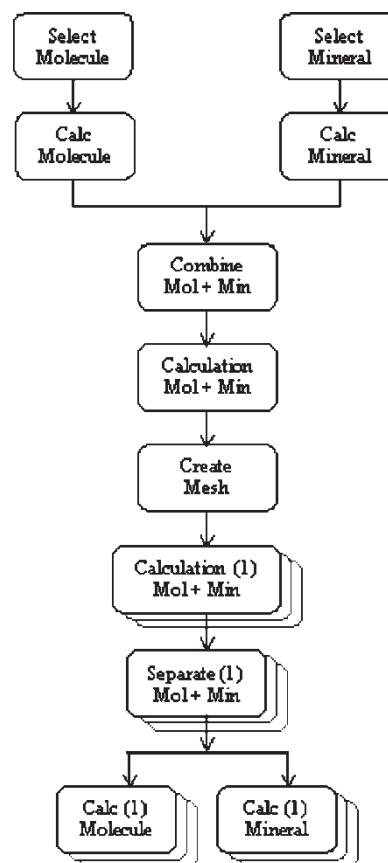 Select
Molecule
Select
Mineral
Calc
Molecule
Calc
Mineral
Combine
Mol + Min
Calculation
Mol + Min
Create
Mesh
Calculation (1)
Mol + Min
Separate (1)
Mol + Min
Calc (1)
Molecule
Calc (1)
Mineral